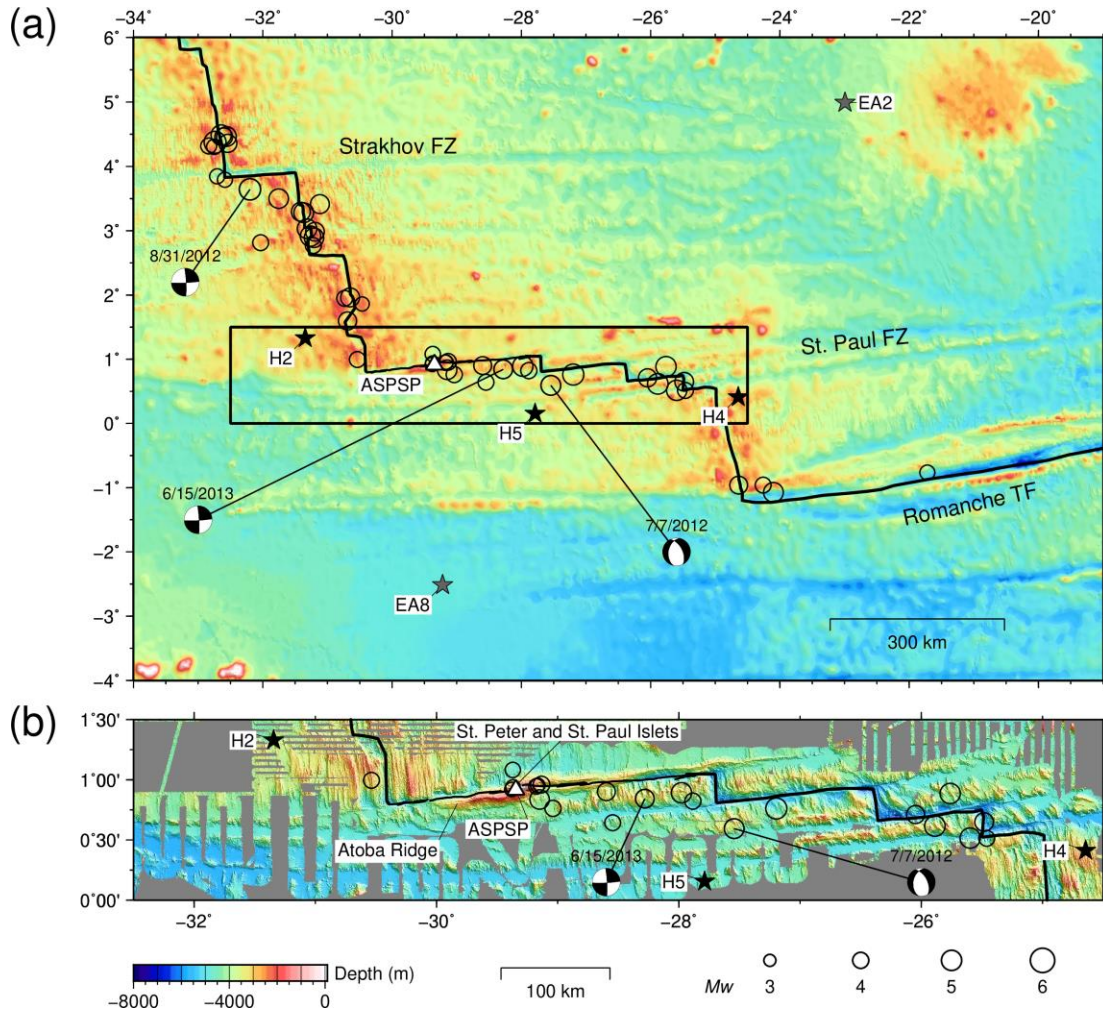 (a)
−34 −32 −30 −28 −26 −24 −22 −20
6˚
5˚
4˚
3˚
2˚
1˚
0˚
−1˚
−2˚
−3˚
−4˚
EA2
Strakhov FZ
8/31/2012
H2
St. Paul FZ
ASPSP
H5
H4
6/15/2013
7/7/2012
Romanche TF
EA8
300 km
(b)
1˚30'
1˚00'
0˚30'
0˚00'
H2
St. Peter and St. Paul Islets
ASPSP
Atoba Ridge
6/15/2013
7/7/2012
H5
H4
−32 −30 −28 −26
Depth (m)
−8000 −4000 0
100 km
Mw
3 4 5 6